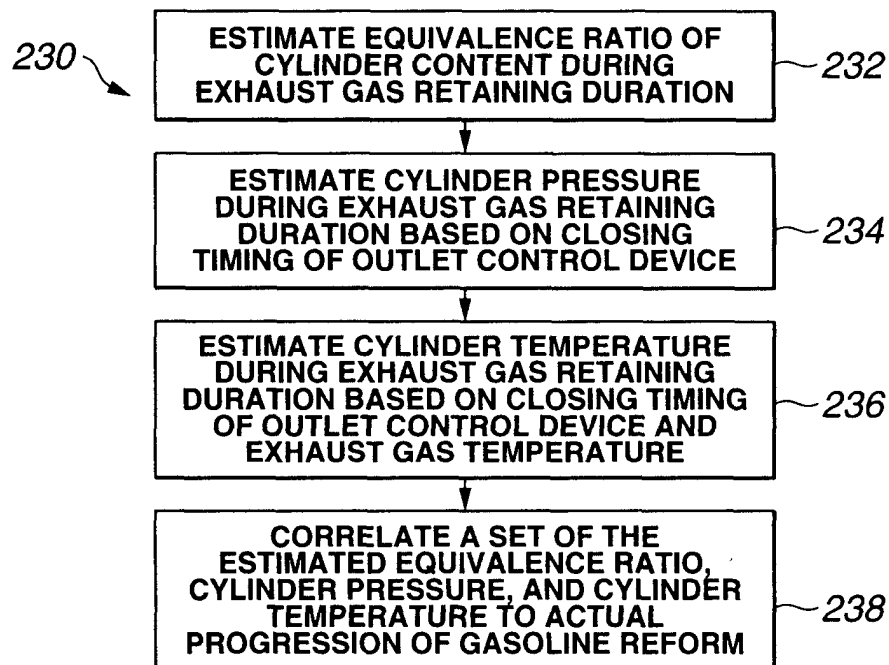 230
ESTIMATE EQUIVALENCE RATIO OF
CYLINDER CONTENT DURING
EXHAUST GAS RETAINING DURATION
232
ESTIMATE CYLINDER PRESSURE
DURING EXHAUST GAS RETAINING
DURATION BASED ON CLOSING
TIMING OF OUTLET CONTROL DEVICE
234
ESTIMATE CYLINDER TEMPERATURE
DURING EXHAUST GAS RETAINING
DURATION BASED ON CLOSING TIMING
OF OUTLET CONTROL DEVICE AND
EXHAUST GAS TEMPERATURE
236
CORRELATE A SET OF THE
ESTIMATED EQUIVALENCE RATIO,
CYLINDER PRESSURE, AND CYLINDER
TEMPERATURE TO ACTUAL
PROGRESSION OF GASOLINE REFORM
238